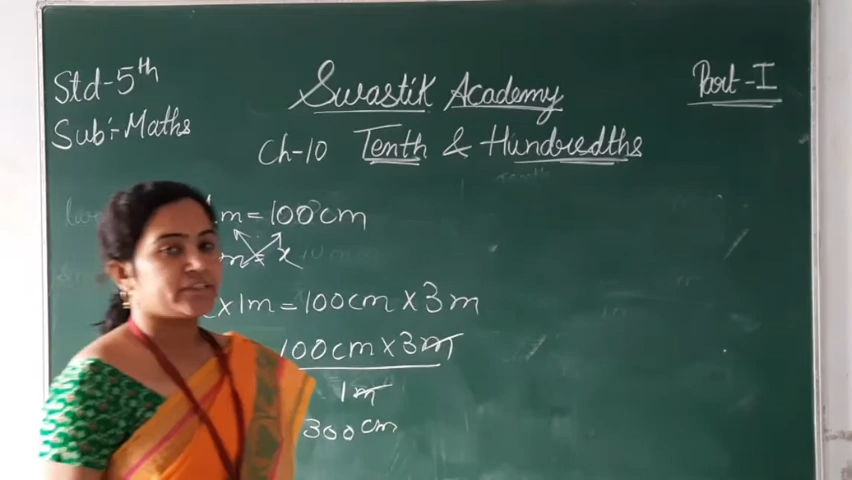 Std-5th
Swastik Academy
Part-I
Sub:-Maths
Ch-10 Tenth & Hundredths
1m = 100cm
m = x
x 1m = 100cm x 3m
100cm x 3m
1m
300cm